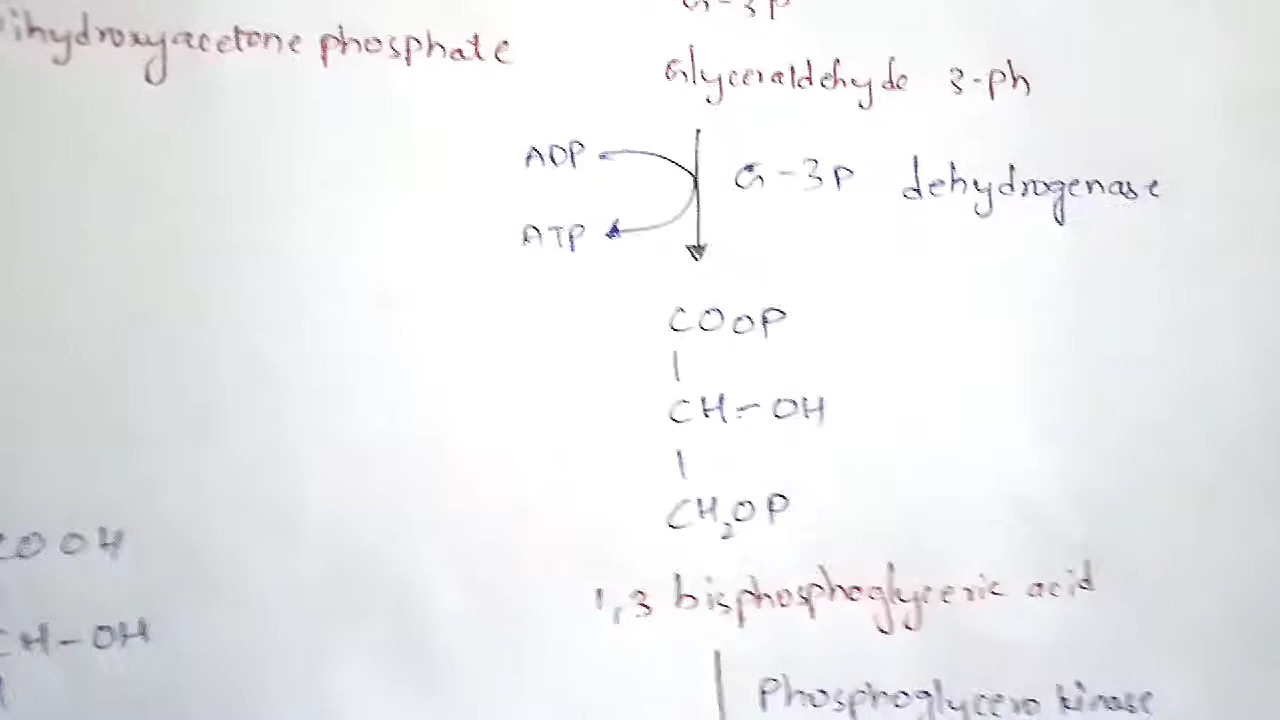 G-3P
ihydroxyacetone phosphate
Glyceraldehyde 3-ph
ADP
G-3P dehydrogenase
ATP
COOP
CH-OH
CH₂OP
COOH
1,3 bisphosphoglyceric acid
CH-OH
Phosphoglycero kinase